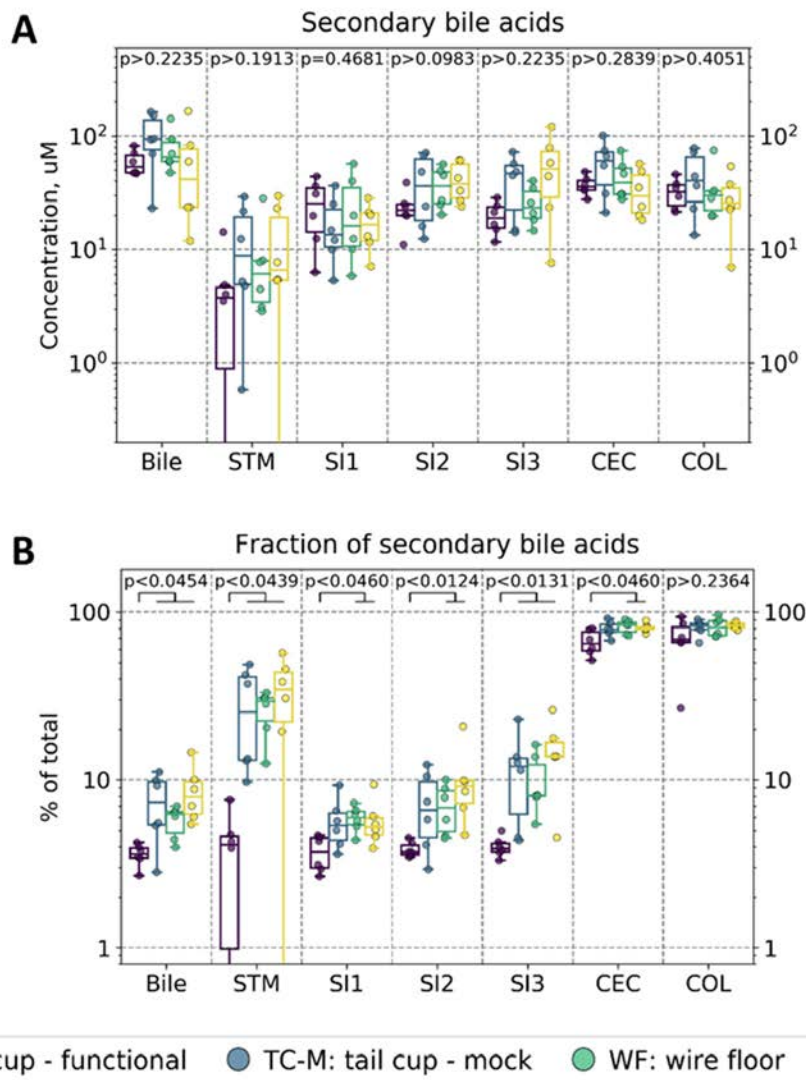 A
Secondary bile acids
p>0.2235 p>0.1913 p=0.4681 p>0.0983 p>0.2235 p>0.2839 p>0.4051
Concentration, uM
10² 10²
10¹ 10¹
10⁰ 10⁰
Bile STM SI1 SI2 SI3 CEC COL
B
Fraction of secondary bile acids
p<0.0454 p<0.0439 p<0.0460 p<0.0124 p<0.0131 p<0.0460 p>0.2364
% of total
100 100
10 10
1 1
Bile STM SI1 SI2 SI3 CEC COL
cup - functional TC-M: tail cup - mock WF: wire floor